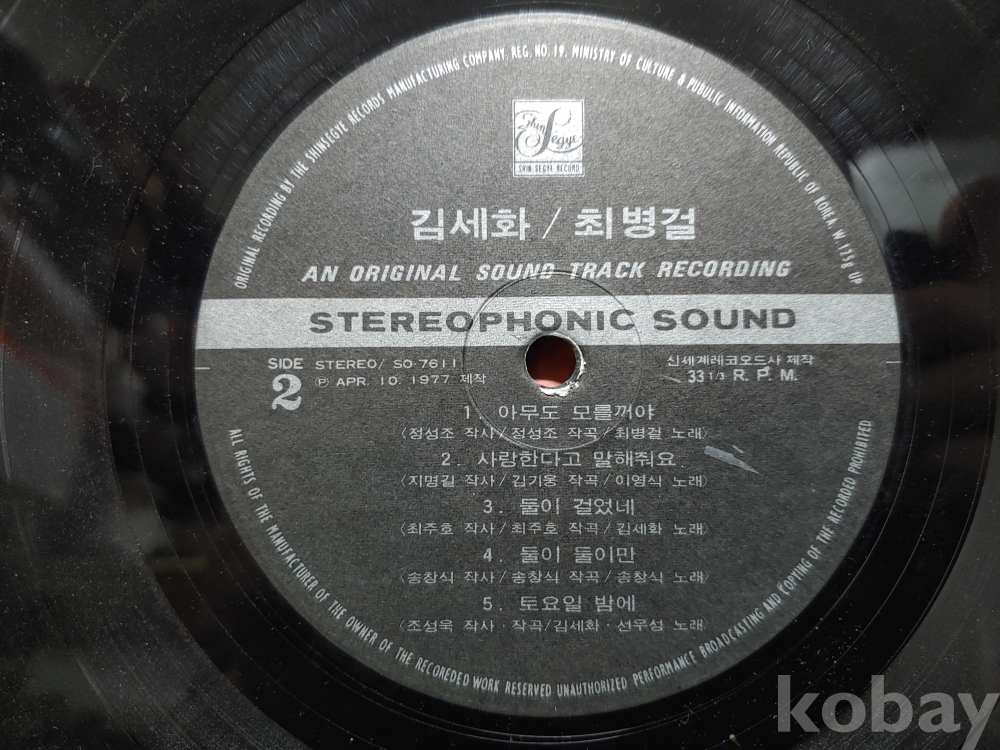 ORIGINAL RECORDING BY THE SHINSEGYE RECORDS MANUFACTURING COMPANY, REG. NO. 19. MINISTRY OF CULTURE & PUBULIC INFORMATION REPUBLIC OF KOREA. W. 135g UP
Shin Segye
SHIN SEGYE RECORD
김세화 / 최병걸
AN ORIGINAL SOUND TRACK RECORDING
STEREOPHONIC SOUND
SIDE 2
STEREO / SO-7611
Ⓟ APR. 10. 1977 제작
신세계레코오드사 제작
33 1/3 R. P. M.
1. 아무도 모를꺼야
(정성조 작사 / 정성조 작곡 / 최병걸 노래)
2. 사랑한다고 말해줘요
(지명길 작사 / 김기웅 작곡 / 이영식 노래)
3. 둘이 걸었네
(최주호 작사 / 최주호 작곡 / 김세화 노래)
4. 둘이 둘이만
(송창식 작사 / 송창식 작곡 / 송창식 노래)
5. 토요일 밤에
(조성욱 작사 · 작곡 / 김세화 · 선우성 노래)
ALL RIGHTS OF THE MANUFACTURER OF THE OWNER OF THE RECOREDED WORK RESERVED UNAUTHORIZED PERFORMANCE BROADCASTING AND COPYING OF THE RECORDED PROHIBITED
kobay